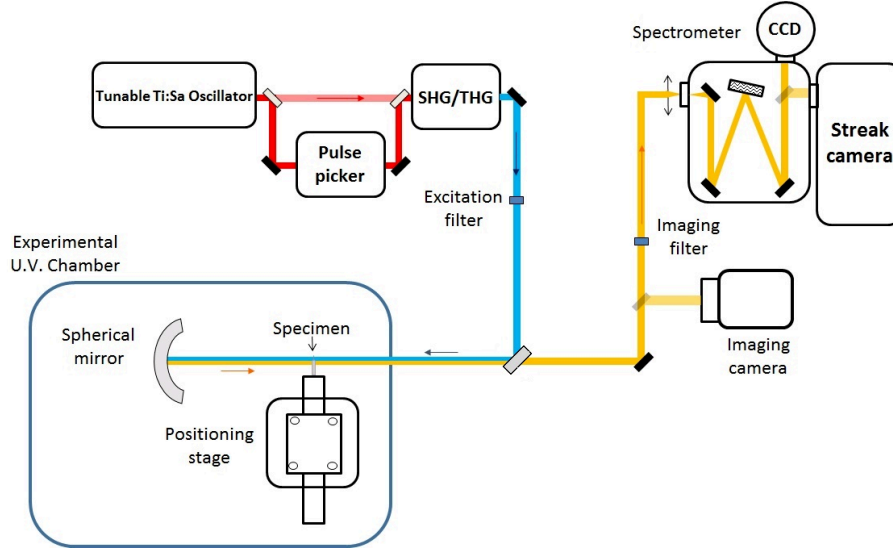 Spectrometer
CCD
Tunable Ti:Sa Oscillator
SHG/THG
Pulse
picker
Streak
camera
Excitation
filter
Imaging
filter
Experimental
U.V. Chamber
Spherical
mirror
Specimen
Imaging
camera
Positioning
stage